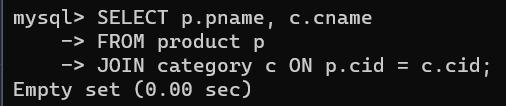 mysql> SELECT p.pname, c.cname
    -> FROM product p
    -> JOIN category c ON p.cid = c.cid;
Empty set (0.00 sec)